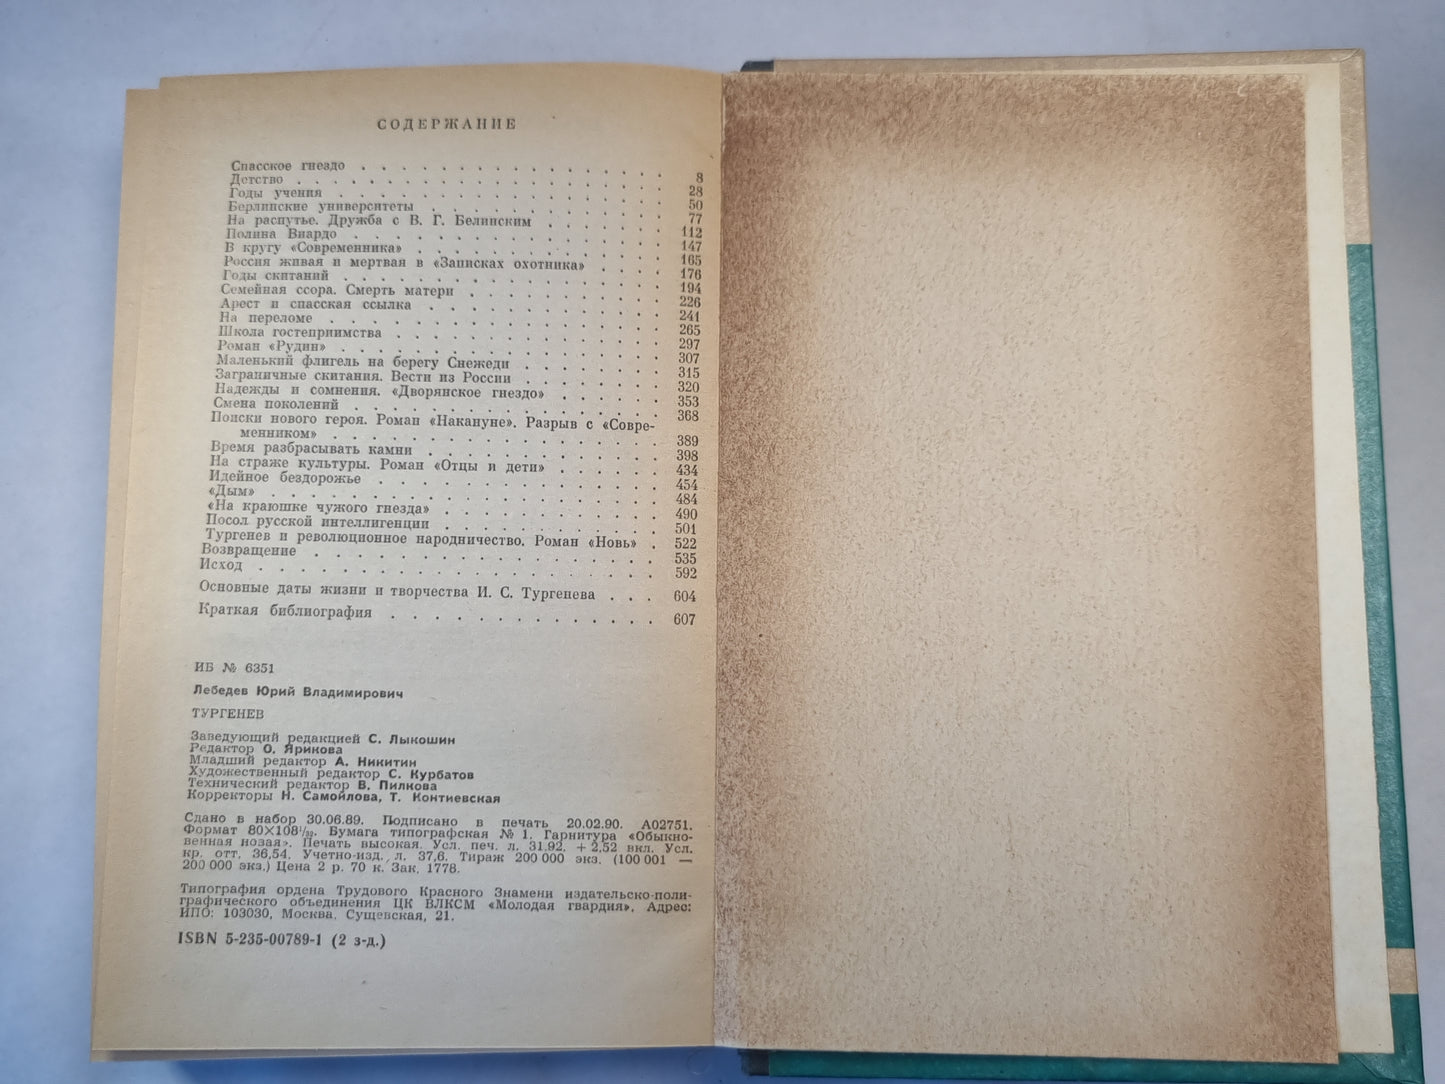 СОДЕРЖАНИЕ
Спасское гнездо . . . . . . . . . . . . . . . 8
Детство . . . . . . . . . . . . . . . . . . 28
Годы учения . . . . . . . . . . . . . . . . 50
Берлинские университеты . . . . . . . . . . . . 77
На распутье. Дружба с В. Г. Белинским . . . . . . 112
Полина Виардо . . . . . . . . . . . . . . . 147
В кругу «Современника» . . . . . . . . . . . . 165
Россия живая и мертвая в «Записках охотника» . . . . 176
Годы скитаний . . . . . . . . . . . . . . . 194
Семейная ссора. Смерть матери . . . . . . . . . . 226
Арест и спасская ссылка . . . . . . . . . . . . 241
На переломе . . . . . . . . . . . . . . . . 265
Школа гостеприимства . . . . . . . . . . . . . 297
Роман «Рудин» . . . . . . . . . . . . . . . 307
Маленький флигель на берегу Снежеди . . . . . . . 315
Заграничные скитания. Вести из России . . . . . . . 320
Надежды и сомнения. «Дворянское гнездо» . . . . . 353
Смена поколений . . . . . . . . . . . . . . . 368
Поиски нового героя. Роман «Накануне». Разрыв с «Совре-
менником» . . . . . . . . . . . . . . . . 389
Время разбрасывать камни . . . . . . . . . . . . 398
На страже культуры. Роман «Отцы и дети» . . . . . 434
Идейное бездорожье . . . . . . . . . . . . . . 454
«Дым» . . . . . . . . . . . . . . . . . . . 484
«На краюшке чужого гнезда» . . . . . . . . . . . 490
Посол русской интеллигенции . . . . . . . . . . . 501
Тургенев и революционное народничество. Роман «Новь» . 522
Возвращение . . . . . . . . . . . . . . . . . 535
Исход . . . . . . . . . . . . . . . . . . . 592
Основные даты жизни и творчества И. С. Тургенева . . . 604
Краткая библиография . . . . . . . . . . . . . 607
ИБ № 6351
Лебедев Юрий Владимирович
ТУРГЕНЕВ
Заведующий редакцией С. Лыкошин
Редактор О. Ярикова
Младший редактор А. Никитин
Художественный редактор С. Курбатов
Технический редактор В. Пилкова
Корректоры Н. Самойлова, Т. Контиевская
Сдано в набор 30.06.89. Подписано в печать 20.02.90. А02751.
Формат 80×108¹/₃₂. Бумага типографская № 1. Гарнитура «Обыкно-
венная новая». Печать высокая. Усл. печ. л. 31,92. + 2,52 вкл. Усл.
кр. отт. 36,54. Учетно-изд. л. 37,6. Тираж 200 000 экз. (100 001 —
200 000 экз.) Цена 2 р. 70 к. Зак. 1778.
Типография ордена Трудового Красного Знамени издательско-поли-
графического объединения ЦК ВЛКСМ «Молодая гвардия». Адрес:
ИПО: 103030, Москва, Сущевская, 21.
ISBN 5-235-00789-1 (2 з-д.)